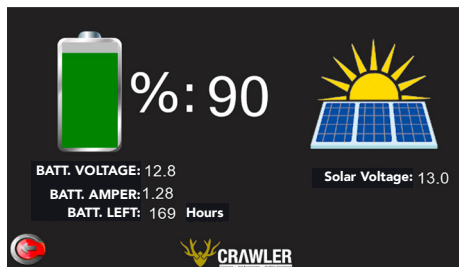 %: 90
BATT. VOLTAGE: 12.8
BATT. AMPER: 1.28
BATT. LEFT: 169 Hours
Solar Voltage: 13.0
CRAWLER